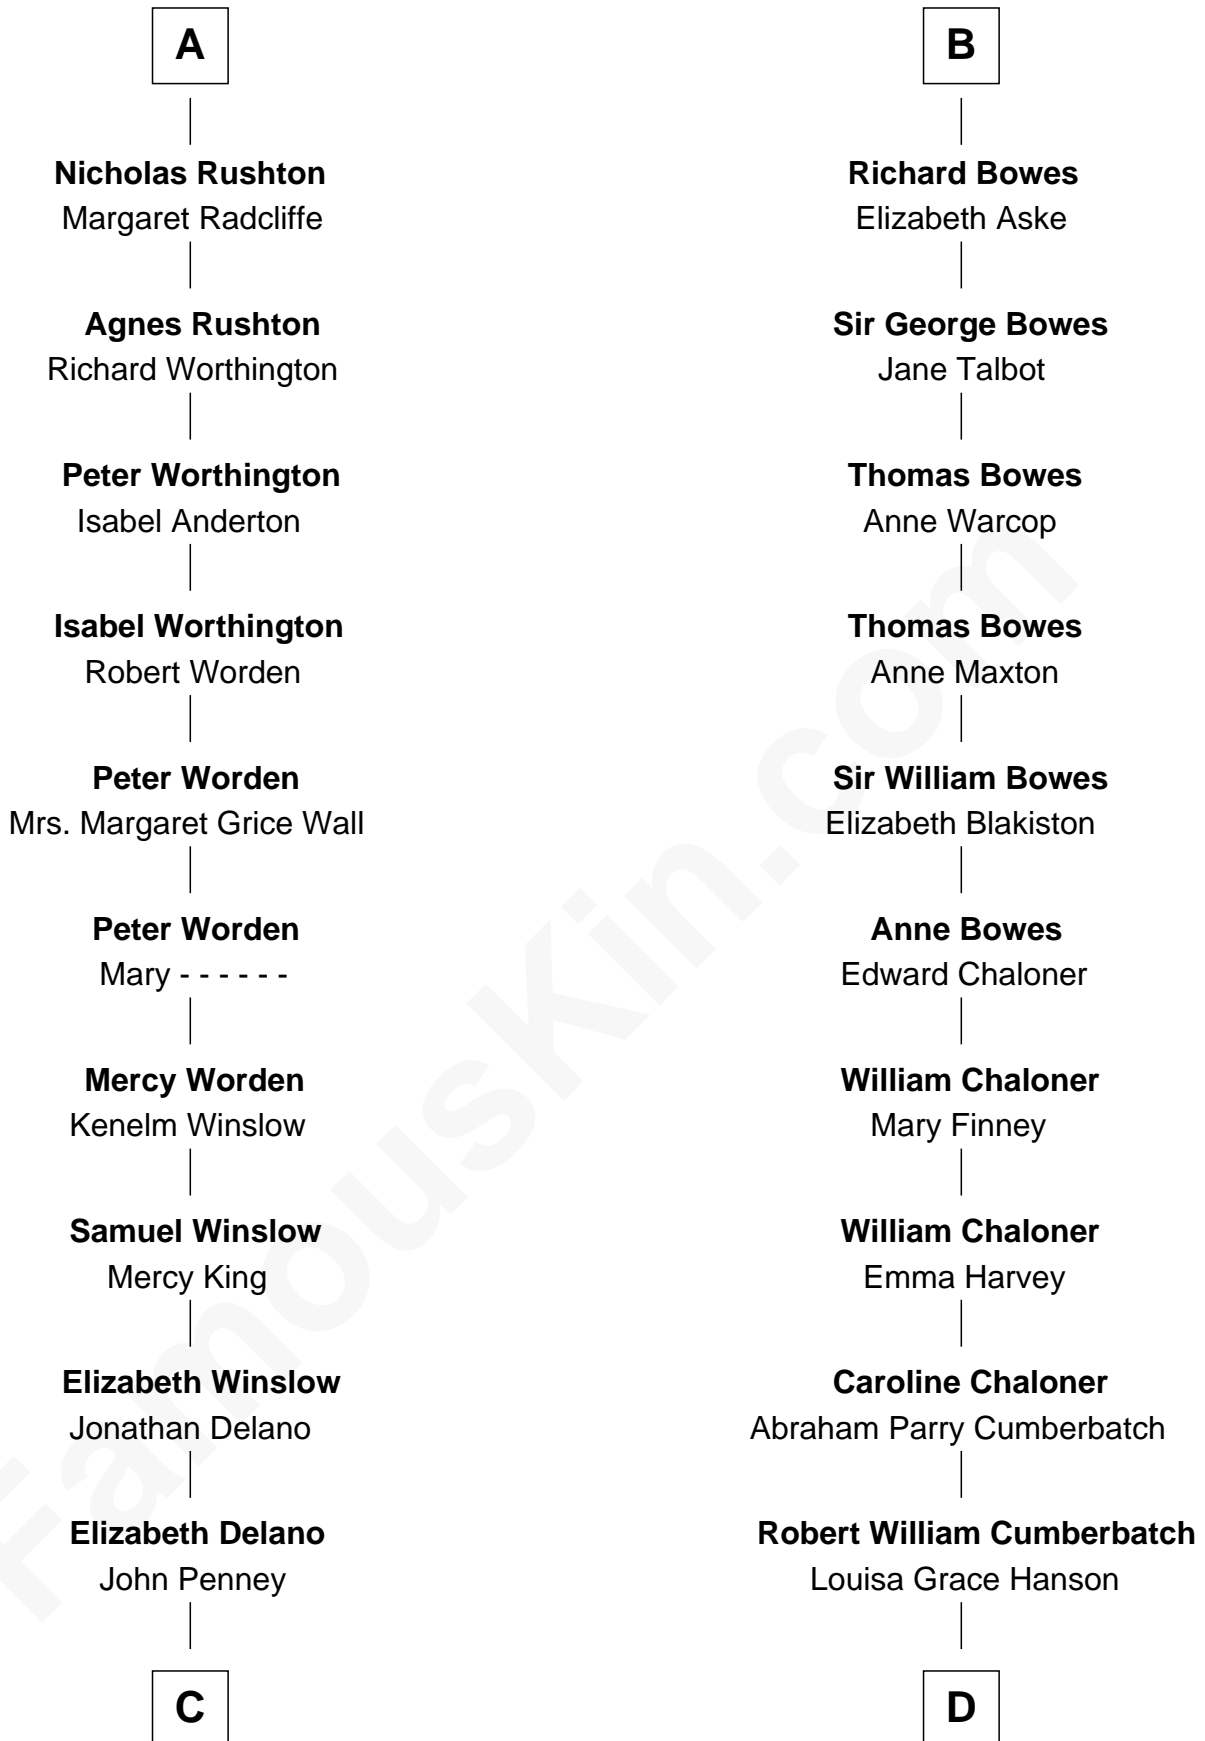 A
Nicholas Rushton
Margaret Radcliffe
Agnes Rushton
Richard Worthington
Peter Worthington
Isabel Anderton
Isabel Worthington
Robert Worden
Peter Worden
Mrs. Margaret Grice Wall
Peter Worden
Mary - - - - - -
Mercy Worden
Kenelm Winslow
Samuel Winslow
Mercy King
Elizabeth Winslow
Jonathan Delano
Elizabeth Delano
John Penney
C
B
Richard Bowes
Elizabeth Aske
Sir George Bowes
Jane Talbot
Thomas Bowes
Anne Warcop
Thomas Bowes
Anne Maxton
Sir William Bowes
Elizabeth Blakiston
Anne Bowes
Edward Chaloner
William Chaloner
Mary Finney
William Chaloner
Emma Harvey
Caroline Chaloner
Abraham Parry Cumberbatch
Robert William Cumberbatch
Louisa Grace Hanson
D
FamousKin.com